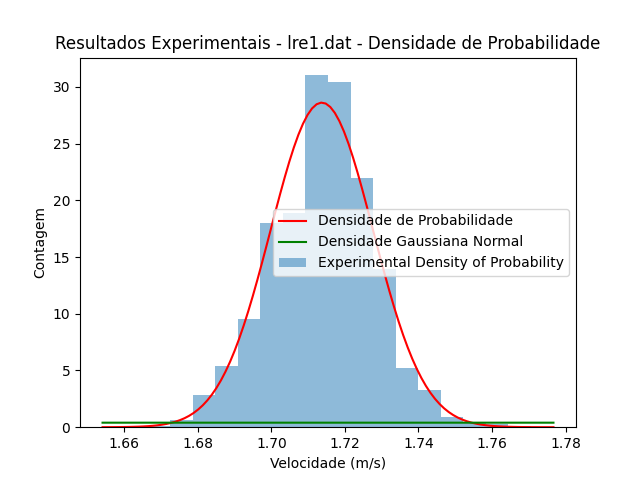 Resultados Experimentais - lre1.dat - Densidade de Probabilidade
30
25
20
15
10
5
0
Contagem
Densidade de Probabilidade
Densidade Gaussiana Normal
Experimental Density of Probability
1.66 1.68 1.70 1.72 1.74 1.76 1.78
Velocidade (m/s)